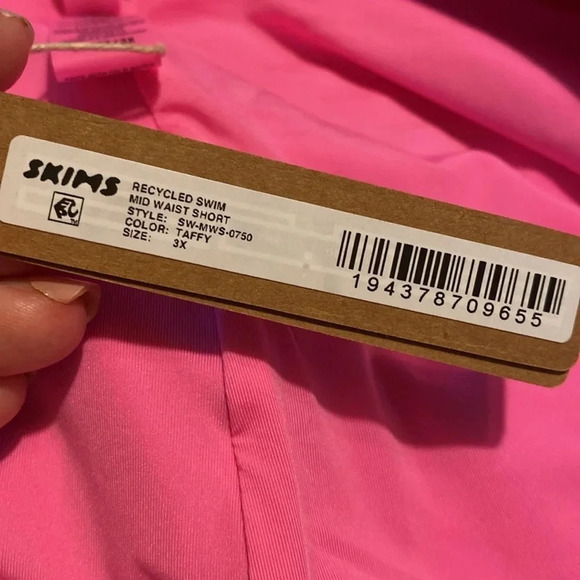 SKIMS
RECYCLED SWIM
MID WAIST SHORT
STYLE: SW-MWS-0750
COLOR: TAFFY
SIZE: 3X
194378709655